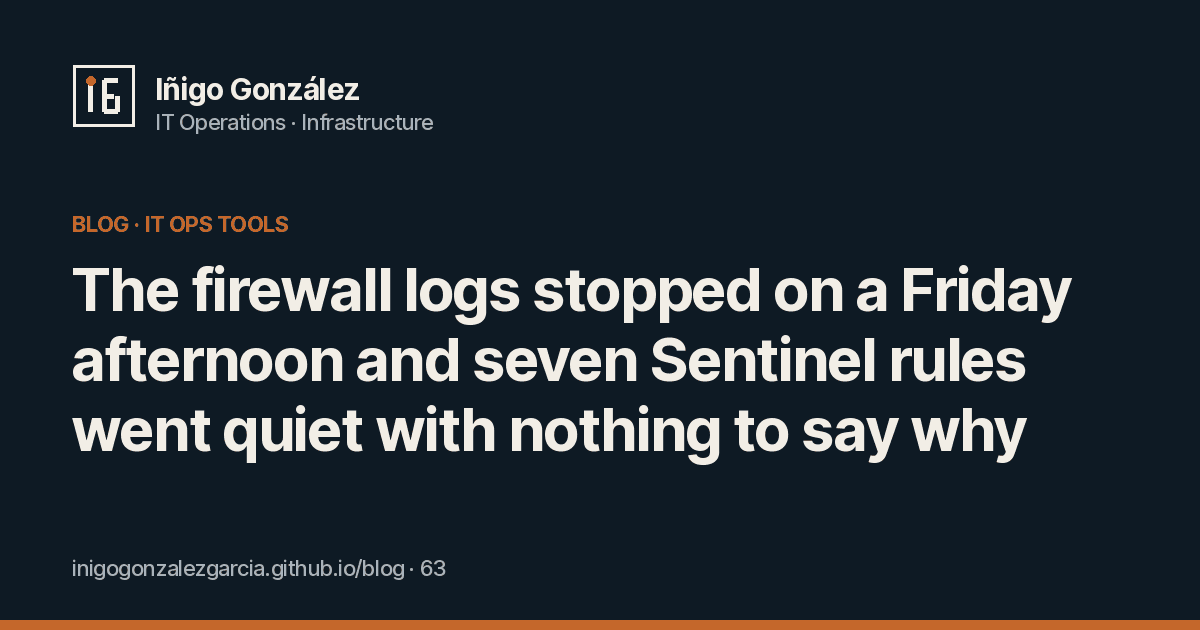 iG
Iñigo González
IT Operations · Infrastructure
BLOG · IT OPS TOOLS
The firewall logs stopped on a Friday
afternoon and seven Sentinel rules
went quiet with nothing to say why
inigogonzalezgarcia.github.io/blog · 63